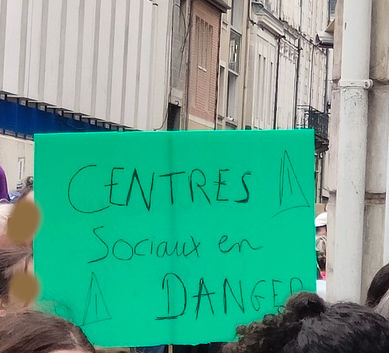 CENTRES ⚠
Sociaux en
⚠ DANGER